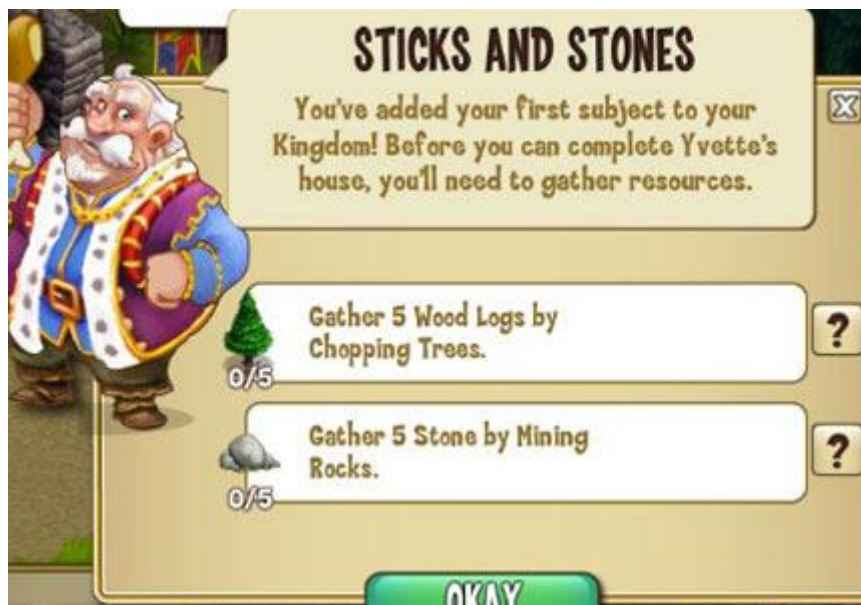 STICKS AND STONES
You've added your first subject to your
Kingdom! Before you can complete Yvette's
house, you'll need to gather resources.
Gather 5 Wood Logs by
Chopping Trees.
?
0/5
Gather 5 Stone by Mining
Rocks.
?
0/5
OKAY